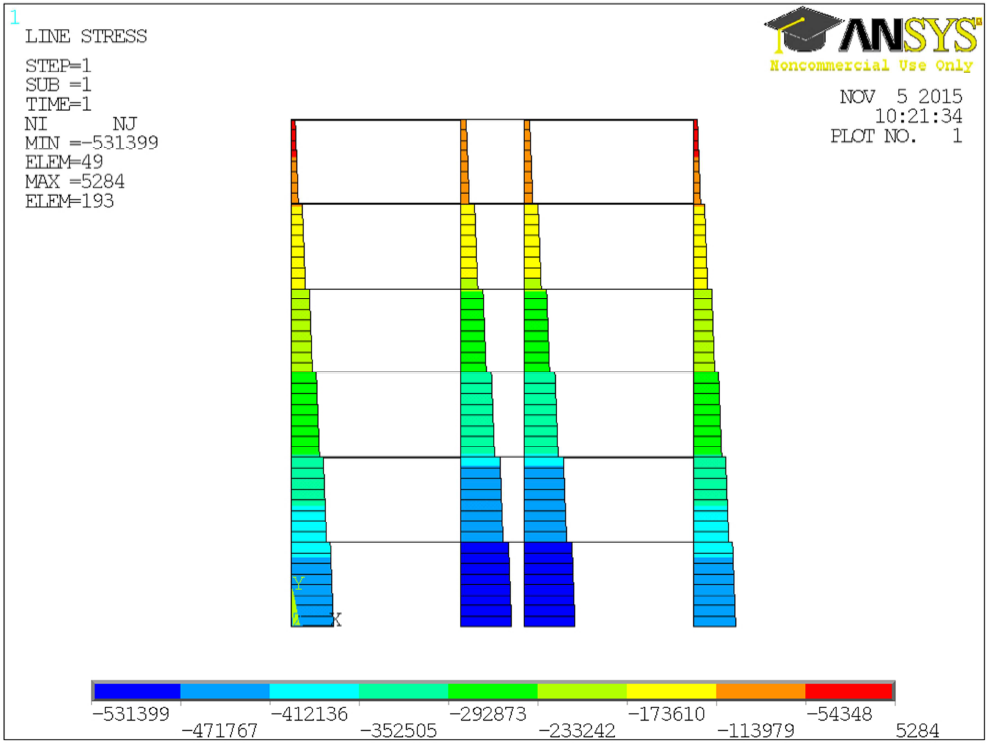 1
LINE STRESS
STEP=1
SUB =1
TIME=1
NI NJ
MIN =-531399
ELEM=49
MAX =5284
ELEM=193
ANSYS
Noncommercial Use Only
NOV 5 2015
10:21:34
PLOT NO. 1
Y
Z X
-531399 -412136 -292873 -173610 -54348
-471767 -352505 -233242 -113979 5284